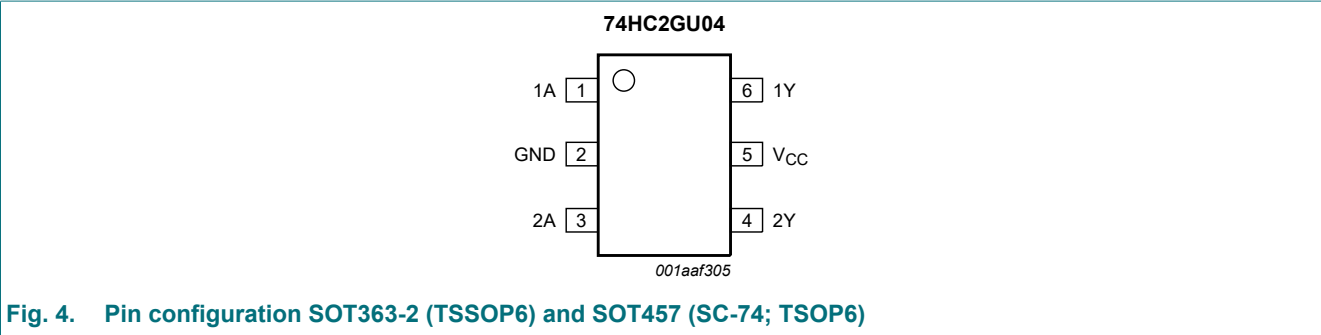 74HC2GU04
1A 1 6 1Y
GND 2 5 VCC
2A 3 4 2Y
001aaf305
Fig. 4. Pin configuration SOT363-2 (TSSOP6) and SOT457 (SC-74; TSOP6)